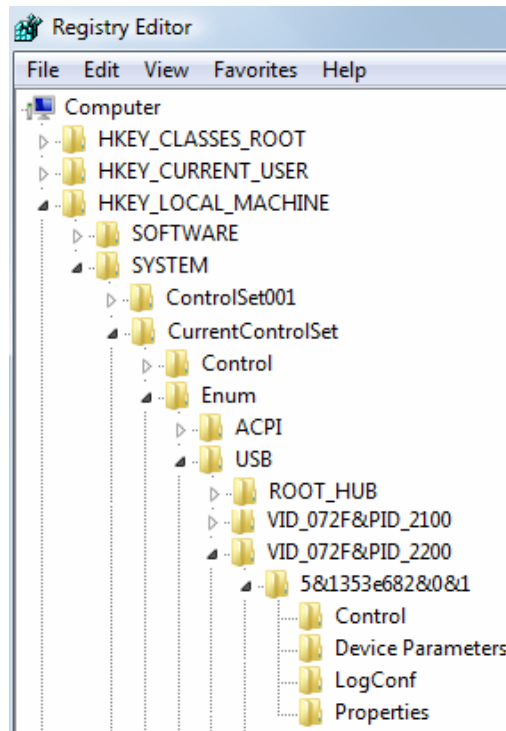 Registry Editor
File Edit View Favorites Help
Computer
HKEY_CLASSES_ROOT
HKEY_CURRENT_USER
HKEY_LOCAL_MACHINE
SOFTWARE
SYSTEM
ControlSet001
CurrentControlSet
Control
Enum
ACPI
USB
ROOT_HUB
VID_072F&PID_2100
VID_072F&PID_2200
5&1353e682&0&1
Control
Device Parameters
LogConf
Properties